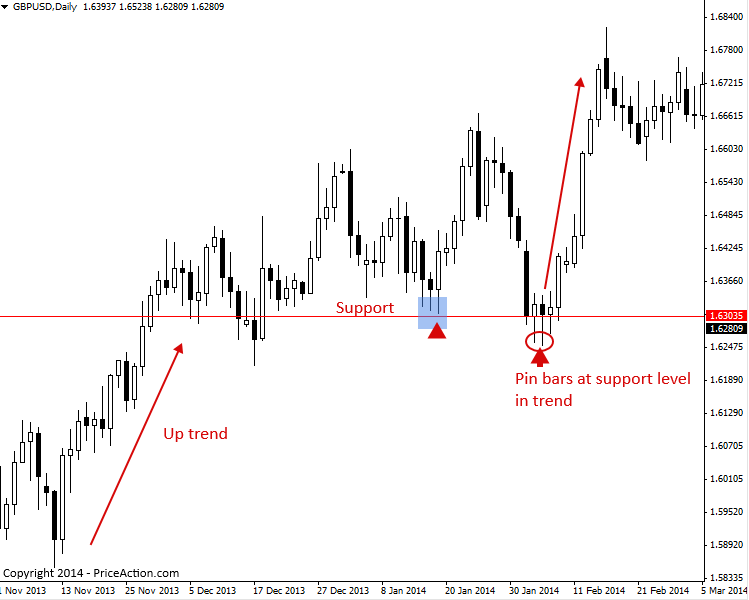 GBPUSD,Daily 1.63937 1.65238 1.62809 1.62809
1.68400
1.67800
1.67215
1.66615
1.66030
1.65430
1.64845
1.64245
1.63660
1.63035
1.62809
1.62475
1.61890
1.61290
1.60705
1.60105
1.59520
1.58920
1.58335
Support
Pin bars at support level
in trend
Up trend
Copyright 2014 - PriceAction.com
1 Nov 2013 13 Nov 2013 25 Nov 2013 5 Dec 2013 17 Dec 2013 27 Dec 2013 8 Jan 2014 20 Jan 2014 30 Jan 2014 11 Feb 2014 21 Feb 2014 5 Mar 2014